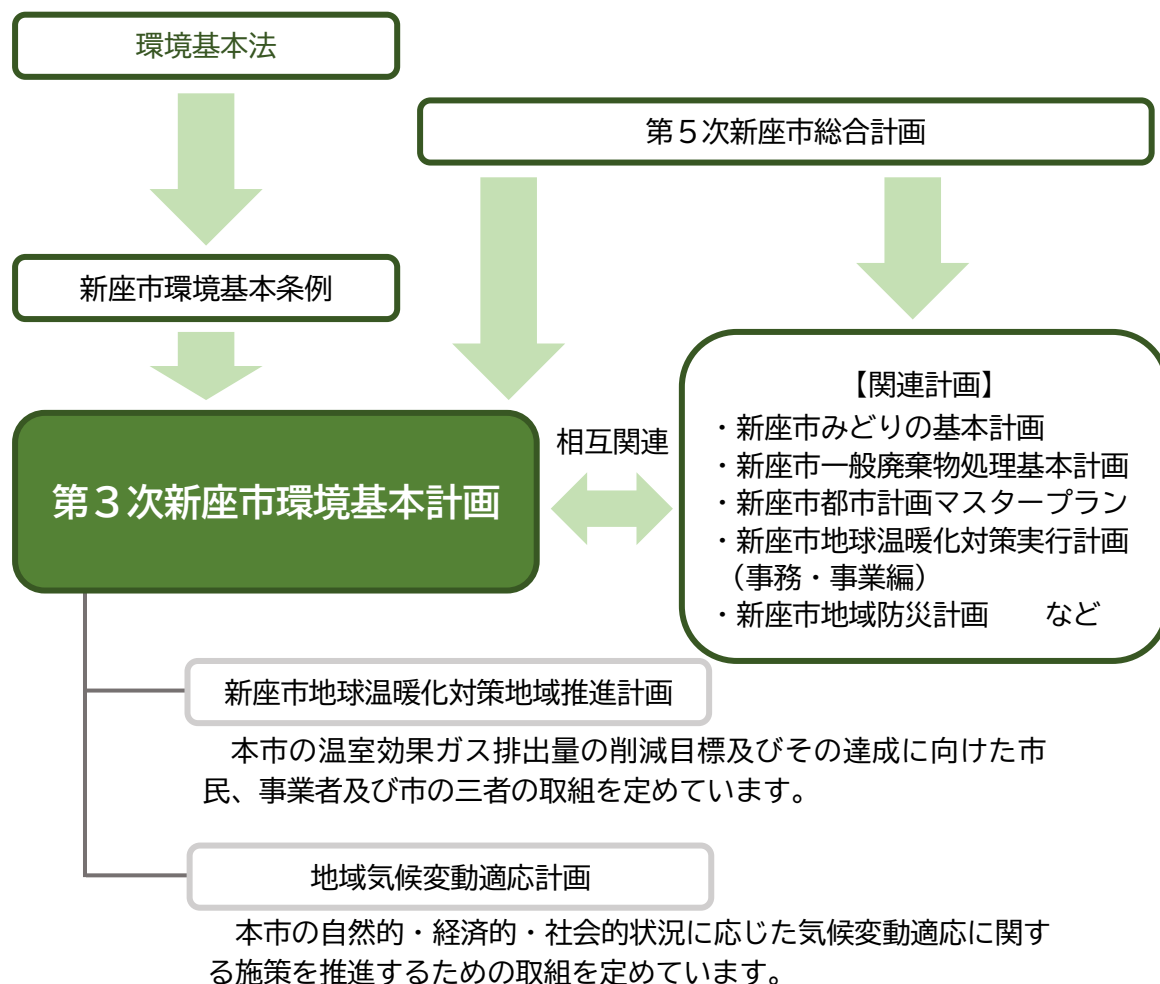 環境基本法
第５次新座市総合計画
新座市環境基本条例
第３次新座市環境基本計画
相互関連
【関連計画】
・新座市みどりの基本計画
・新座市一般廃棄物処理基本計画
・新座市都市計画マスタープラン
・新座市地球温暖化対策実行計画
（事務・事業編）
・新座市地域防災計画　　など
新座市地球温暖化対策地域推進計画
本市の温室効果ガス排出量の削減目標及びその達成に向けた市
民、事業者及び市の三者の取組を定めています。
地域気候変動適応計画
本市の自然的・経済的・社会的状況に応じた気候変動適応に関す
る施策を推進するための取組を定めています。